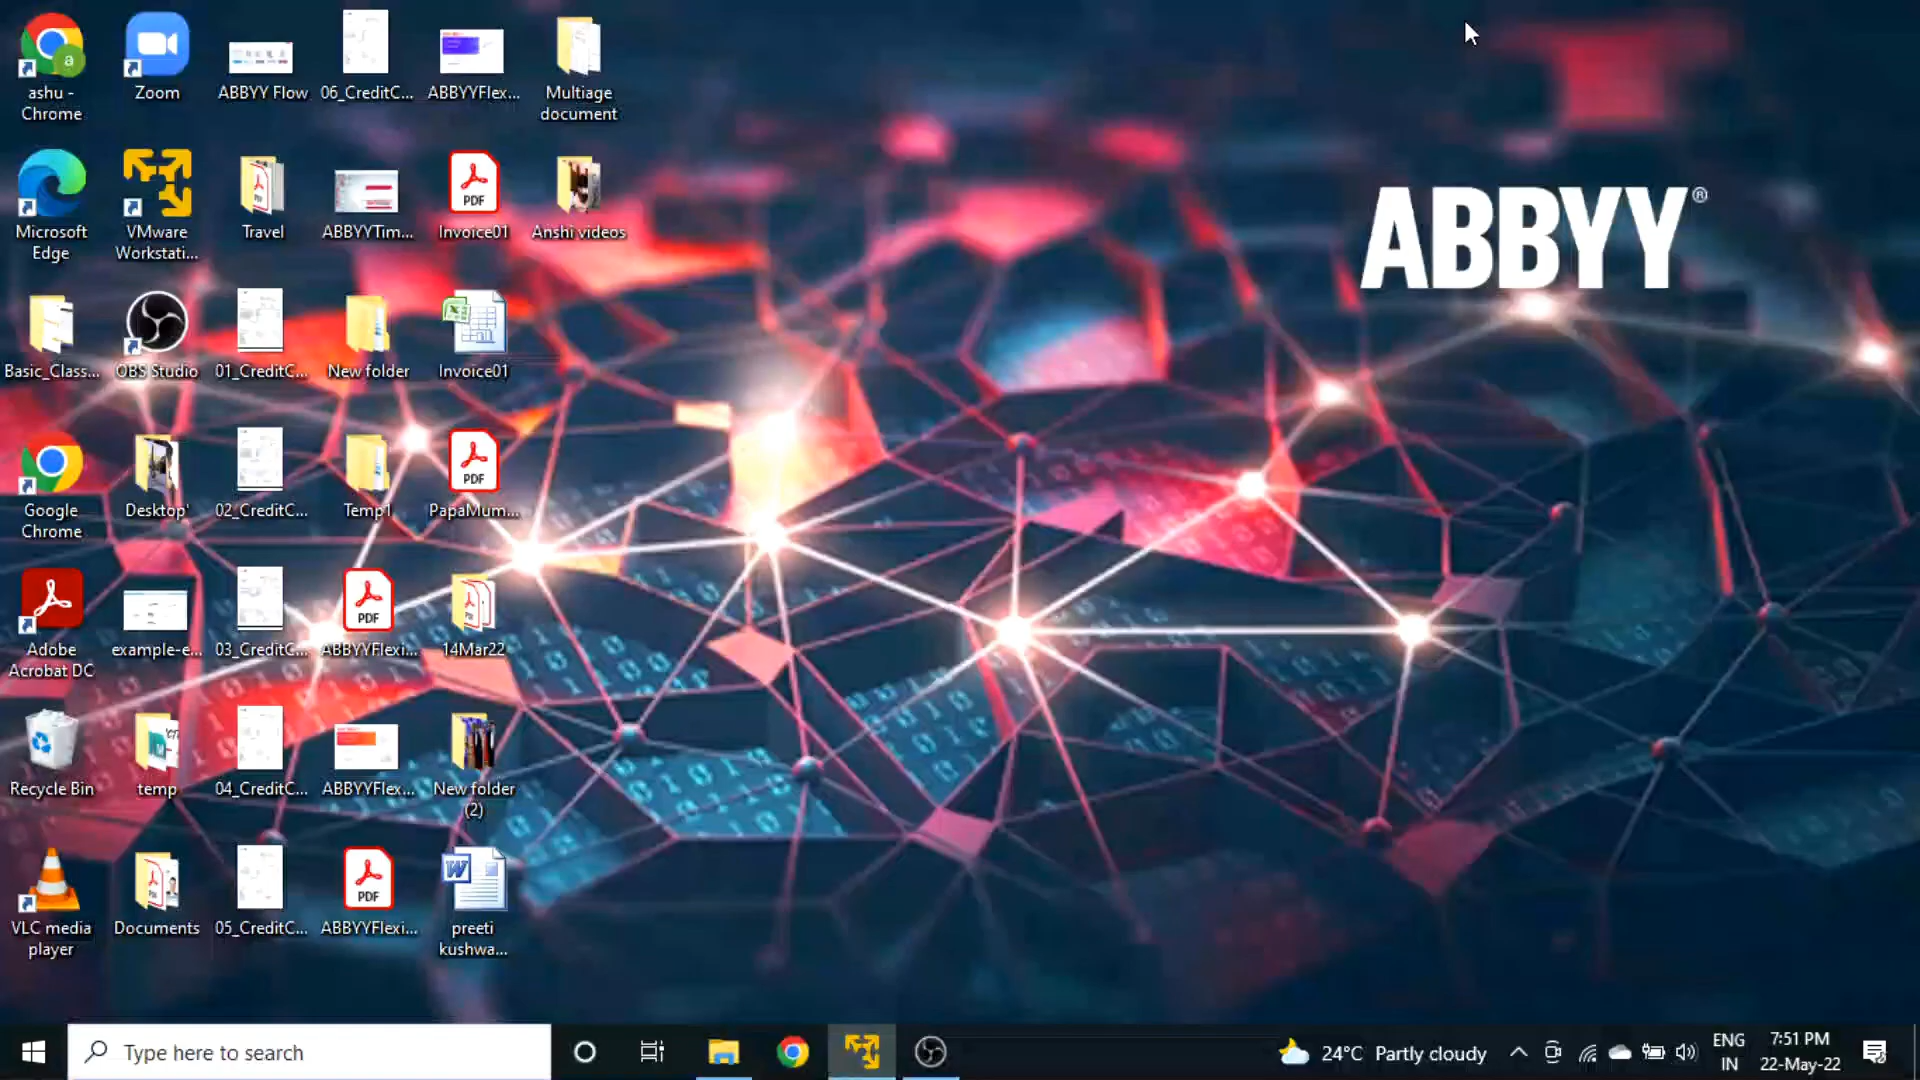 ashu -
Chrome
Zoom
ABBYY Flow
06_CreditC...
ABBYYFlex...
Multiage
document
Microsoft
Edge
VMware
Workstati...
Travel
ABBYYTim...
PDF
Invoice01
Anshi videos
ABBYY®
Basic_Class...
OBS Studio
01_CreditC...
New folder
Invoice01
Google
Chrome
Desktop'
02_CreditC...
Temp1
PDF
PapaMum...
Adobe
Acrobat DC
example-e...
03_CreditC...
PDF
ABBYYFlexi...
14Mar22
Recycle Bin
temp
04_CreditC...
ABBYYFlex...
New folder
(2)
VLC media
player
Documents
05_CreditC...
PDF
ABBYYFlexi...
preeti
kushwa...
Type here to search
24°C Partly cloudy
ENG
IN
7:51 PM
22-May-22